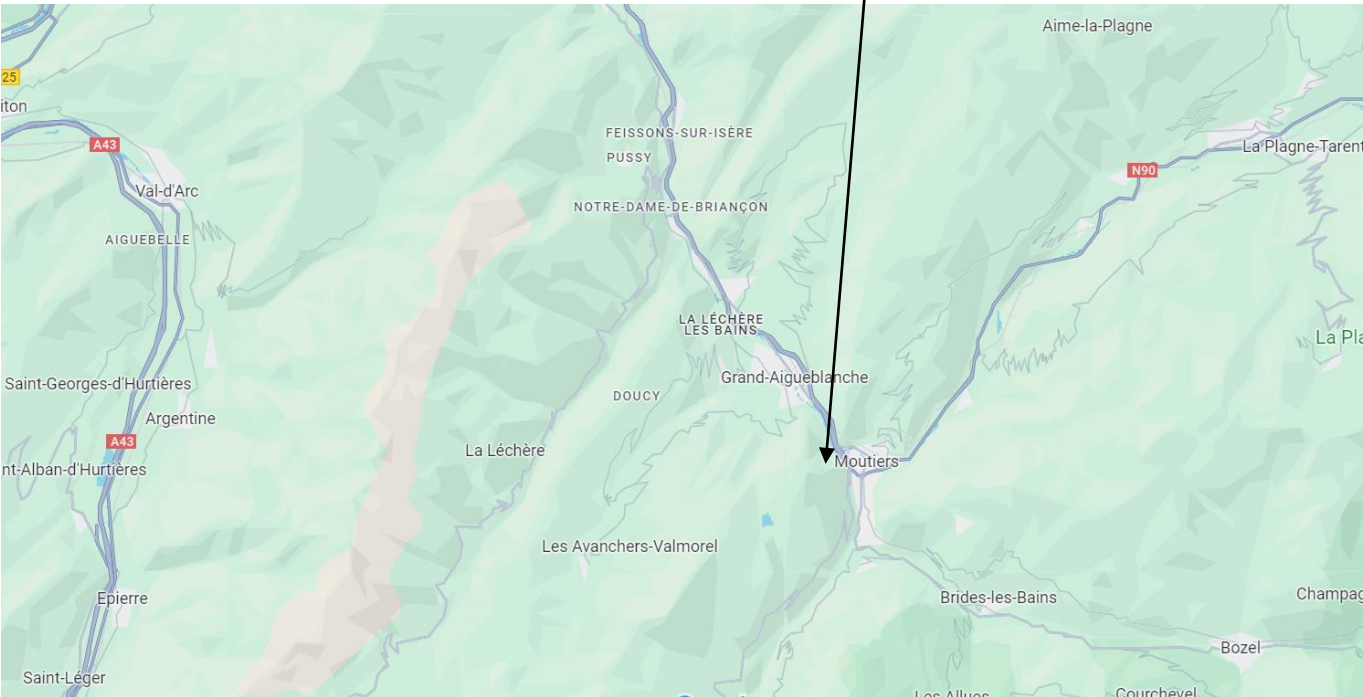 Aime-la-Plagne
25
iton
A43
FEISSONS-SUR-ISÈRE
La Plagne-Tarent
PUSSY
N90
Val-d'Arc
NOTRE-DAME-DE-BRIANÇON
AIGUEBELLE
LA LÉCHÈRE
LES BAINS
La Pla
Grand-Aigueblanche
Saint-Georges-d'Hurtières
DOUCY
Argentine
A43
La Léchère
Moutiers
nt-Alban-d'Hurtières
Les Avanchers-Valmorel
Epierre
Brides-les-Bains
Champag
Bozel
Saint-Léger
Les Allues
Courchevel